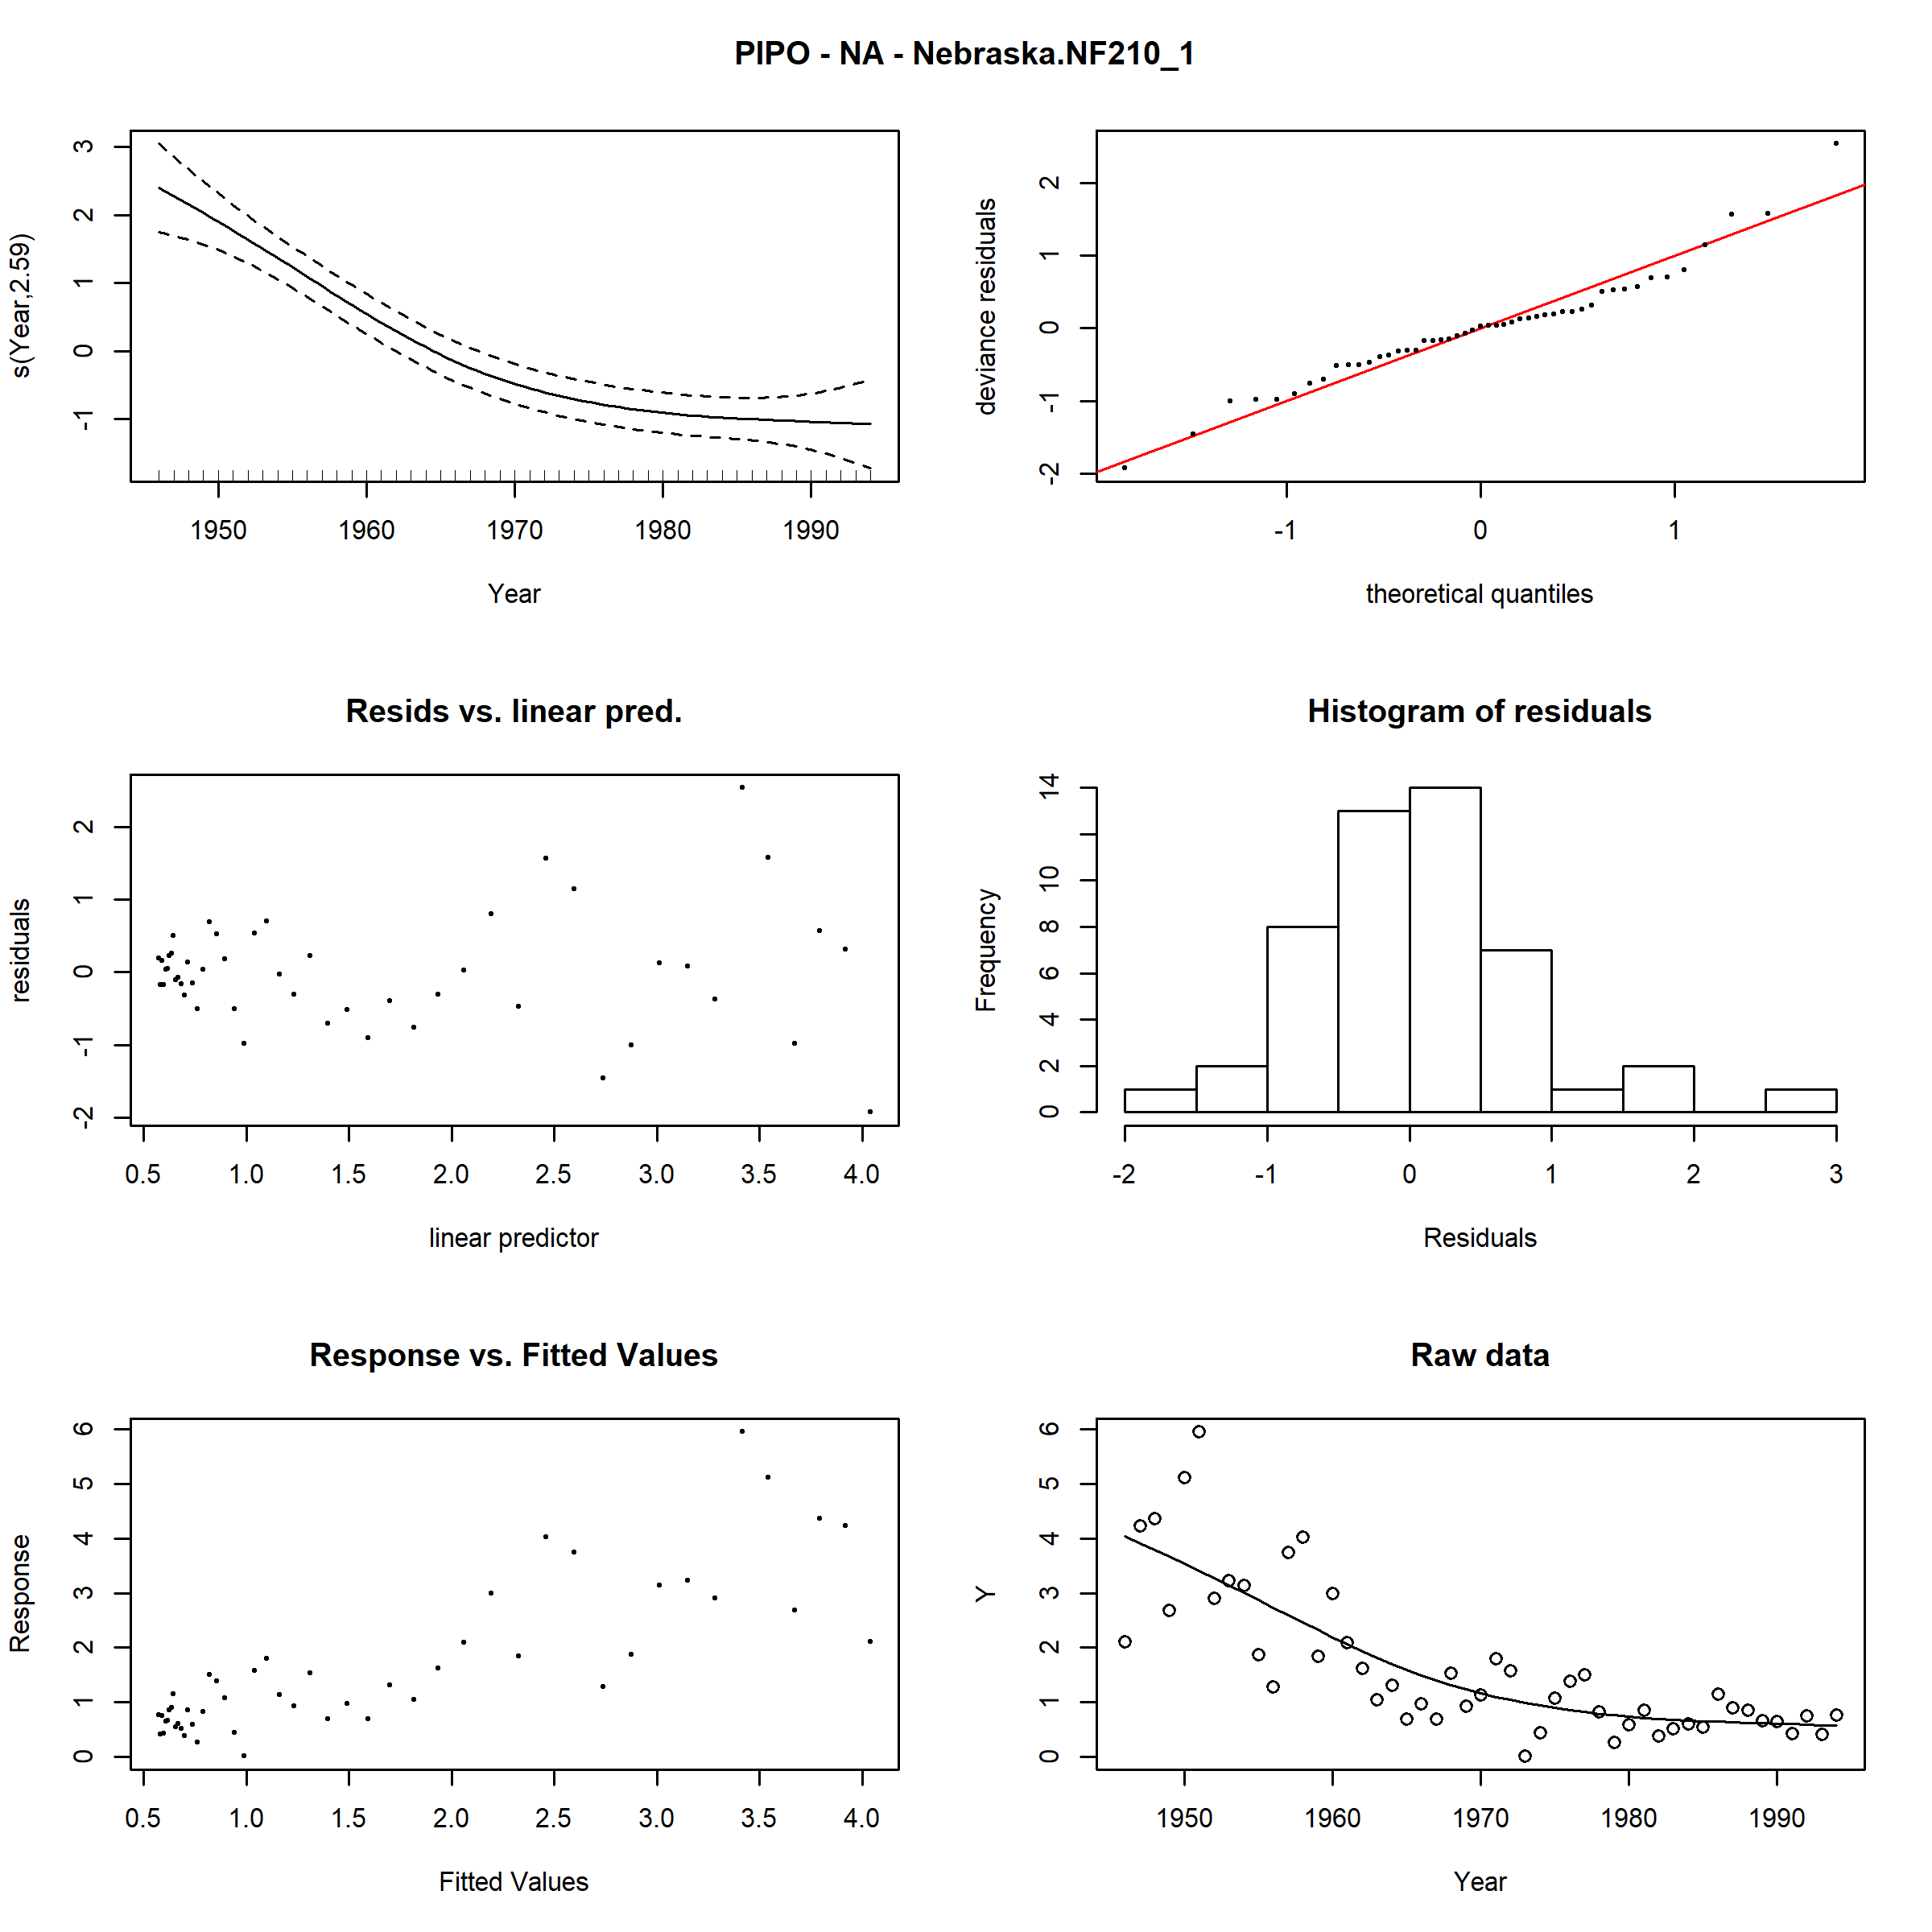 PIPO - NA - Nebraska.NF210_1
s(Year,2.59)
3
2
1
0
-1
1950 1960 1970 1980 1990
Year
deviance residuals
2
1
0
-1
-2
-1 0 1
theoretical quantiles
Resids vs. linear pred.
residuals
2
1
0
-1
-2
0.5 1.0 1.5 2.0 2.5 3.0 3.5 4.0
linear predictor
Histogram of residuals
Frequency
14
10
8
6
4
2
0
-2 -1 0 1 2 3
Residuals
Response vs. Fitted Values
Response
6
5
4
3
2
1
0
0.5 1.0 1.5 2.0 2.5 3.0 3.5 4.0
Fitted Values
Raw data
Y
6
5
4
3
2
1
0
1950 1960 1970 1980 1990
Year